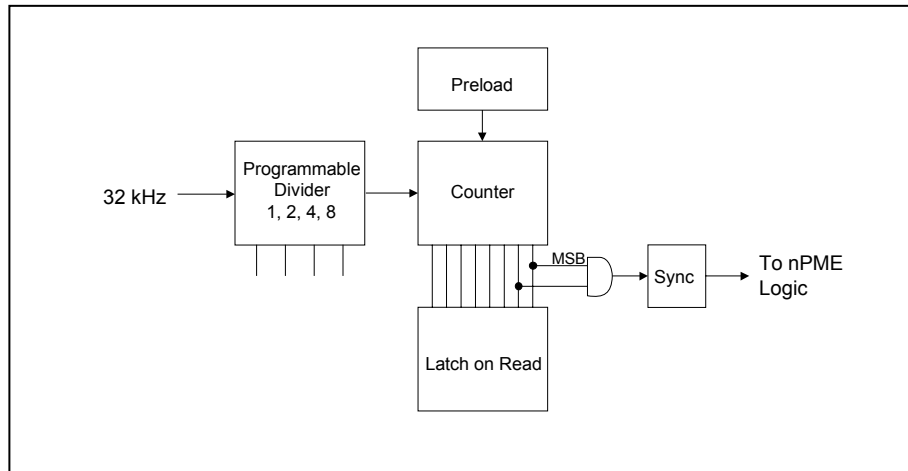 Preload
Programmable
Divider
1, 2, 4, 8
32 kHz
Counter
MSB
Sync
To nPME
Logic
Latch on Read